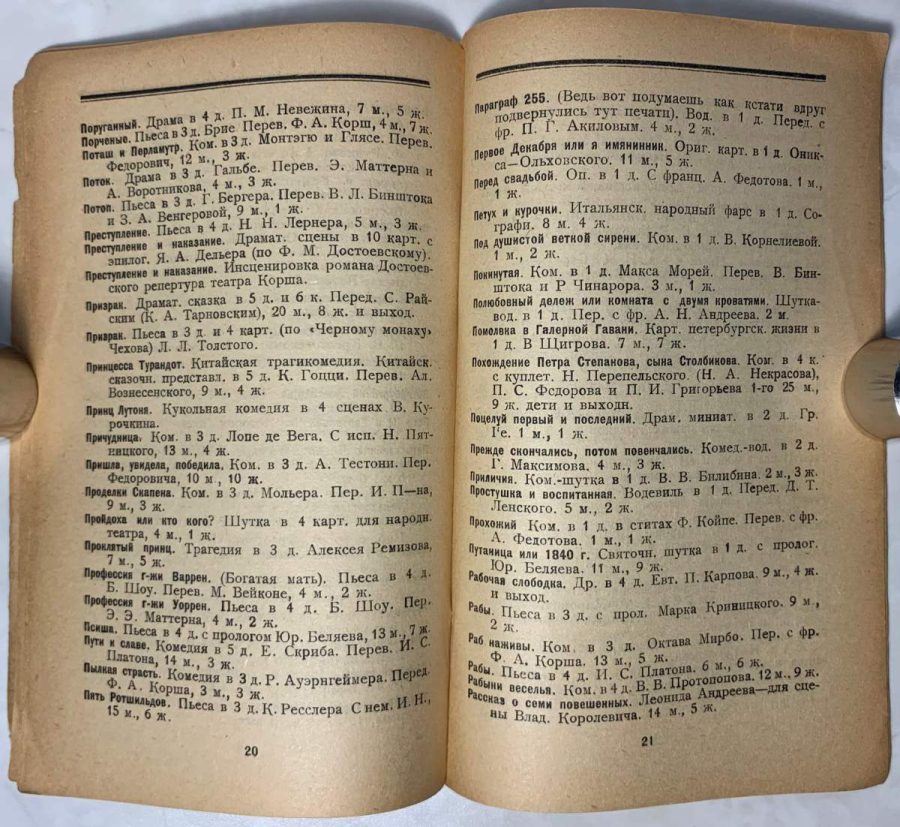 Поруганный. Драма в 4 д. П. М. Невежина, 7 м., 5 ж.
Порченые. Пьеса в 3 д. Брие Перев. Ф. А. Корш, 4 м., 7 ж.
Поташ и Перламутр. Ком. в 3 д. Монтэгю и Глясе. Перев.
Федорович, 12 м., 3 ж.
Поток. Драма в 3 д. Гальбе. Перев. Э. Маттерна и
А. Воротникова, 4 м., 3 ж.
Потоп. Пьеса в 3 д. Г. Бергера. Перев. В. Л. Бинштока
и З. А. Венгеровой, 9 м., 1 ж.
Преступление. Пьеса в 4 д. Н. Н. Лернера, 5 м., 3 ж.
Преступление и наказание. Драмат. сцены в 10 карт. с
эпилог. Я. А. Дельера (по Ф. М. Достоевскому).
Преступление и наказание. Инсценировка романа Достоев-
ского репертура театра Корша.
Призрак. Драмат. сказка в 5 д. и 6 к. Перед. С. Рай-
ским (К. А. Тарновским), 20 м., 8 ж. и выход.
Призрак. Пьеса в 3 д. и 4 карт. (по «Черному монаху»
Чехова) Л. Л. Толстого.
Принцесса Турандот. Китайская трагикомедия. Китайск.
сказочн. представл. в 5 д. К. Гоцци. Перев. Ал.
Вознесенского, 9 м., 4 ж.
Принц Лутоня. Кукольная комедия в 4 сценах В. Ку-
рочкина.
Причудница. Ком. в 3 д. Лопе де Вега, С исп. Н. Пят-
ницкого, 13 м., 4 ж.
Пришла, увидела, победила. Ком. в 3 д. А. Тестони. Пер.
Федоровича, 10 м, 10 ж.
Проделки Скапена. Ком. в 3 д. Мольера. Пер. И. П—на,
9 м., 3 ж.
Пройдоха или кто кого? Шутка в 4 карт. для народн.
театра, 4 м., 1 ж.
Проклятый принц. Трагедия в 3 д. Алексея Ремизова,
7 м., 5 ж.
Профессия г-жи Варрен. (Богатая мать). Пьеса в 4 д.
Б. Шоу. Перев. М. Вейконе, 4 м., 2 ж.
Профессия г-жи Уоррен. Пьеса в 4 д. Б. Шоу. Пер.
Э. Э. Маттерна, 4 м., 2 ж.
Псиша. Пьеса в 4 д. с прологом Юр. Беляева, 13 м., 7 ж.
Пути к славе. Комедия в 5 д. Е. Скриба. Перев. И. С.
Платона, 14 м., 3 ж.
Пылкая страсть. Комедия в 3 д. Р. Ауэрнгеймера. Перед.
Ф. А. Корша, 3 м., 3 ж.
Пять Ротшильдов. Пьеса в 3 д. К. Ресслера С нем. И. Н.,
15 м., 6 ж.
20
Параграф 255. (Ведь вот подумаешь как кстати вдруг
подвернулись тут печати). Вод. в 1 д. Перед. с
фр. П. Г. Акиловым. 4 м., 2 ж.
Первое Декабря или я имянинник. Ориг. карт. в 1 д. Оник-
са—Ольховского. 11 м., 5 ж.
Перед свадьбой. Оп. в 1 д. С франц. А. Федотова. 1 м.,
1 ж.
Петух и курочки. Итальянск. народный фарс в 1 д. Со-
графи. 8 м. 4 ж.
Под душистой веткой сирени. Ком. в 1 д. В. Корнелиевой.
1 м., 2 ж.
Покинутая. Ком. в 1 д. Макса Морей. Перев. В. Бин-
штока и Р Чинарора. 3 м., 1 ж.
Полюбовный дележ или комната с двумя кроватями. Шутка-
вод. в 1 д. Пер. с фр. А. Н. Андреева. 2 м.
Помолвка в Галерной Гавани. Карт. петербургск. жизни в
1 д. В Щигрова. 7 м., 7 ж.
Похождение Петра Степанова, сына Столбикова. Ком. в 4 к.
с куплет. Н. Перепельского. (Н. А. Некрасова),
П. С. Федорова и П. И. Григорьева 1-го 25 м.,
9 ж. дети и выходн.
Поцелуй первый и последний. Драм. миниат. в 2 д. Гр.
Ге. 1 м., 1 ж.
Прежде скончались, потом повенчались. Комед.-вод. в 2 д.
Г. Максимова. 4 м., 3 ж.
Приличия. Ком.-шутка в 1 д. В. В. Билибина. 2 м., 3 ж.
Простушка и воспитанная. Водевиль в 1 д. Перед. Д. Т.
Ленского. 5 м., 2 ж.
Прохожий Ком. в 1 д. в ститах Ф. Койпе. Перев. с фр.
А. Федотова. 1 м., 1 ж.
Путаница или 1840 г. Святочн. шутка в 1 д. с пролог.
Юр. Беляева. 11 м., 9 ж.
Рабочая слободка. Др. в 4 д. Евт. П. Карпова. 9 м., 4 ж.
и выход.
Рабы. Пьеса в 3 д. с прол. Марка Криницкого. 9 м,
2 ж.
Раб наживы. Ком. в 3 д. Октава Мирбо. Пер. с фр.
Ф. А. Корша. 13 м., 5 ж.
Рабы. Пьеса в 4 д. И. С. Платона. 6 м., 6 ж.
Рабыни веселья. Ком. в 4 д. В. В. Протопопова. 12 м., 9 ж.
Рассказ о семи повешенных. Леонида Андреева—для сце-
ны Влад. Королевича. 14 м., 5 ж.
21